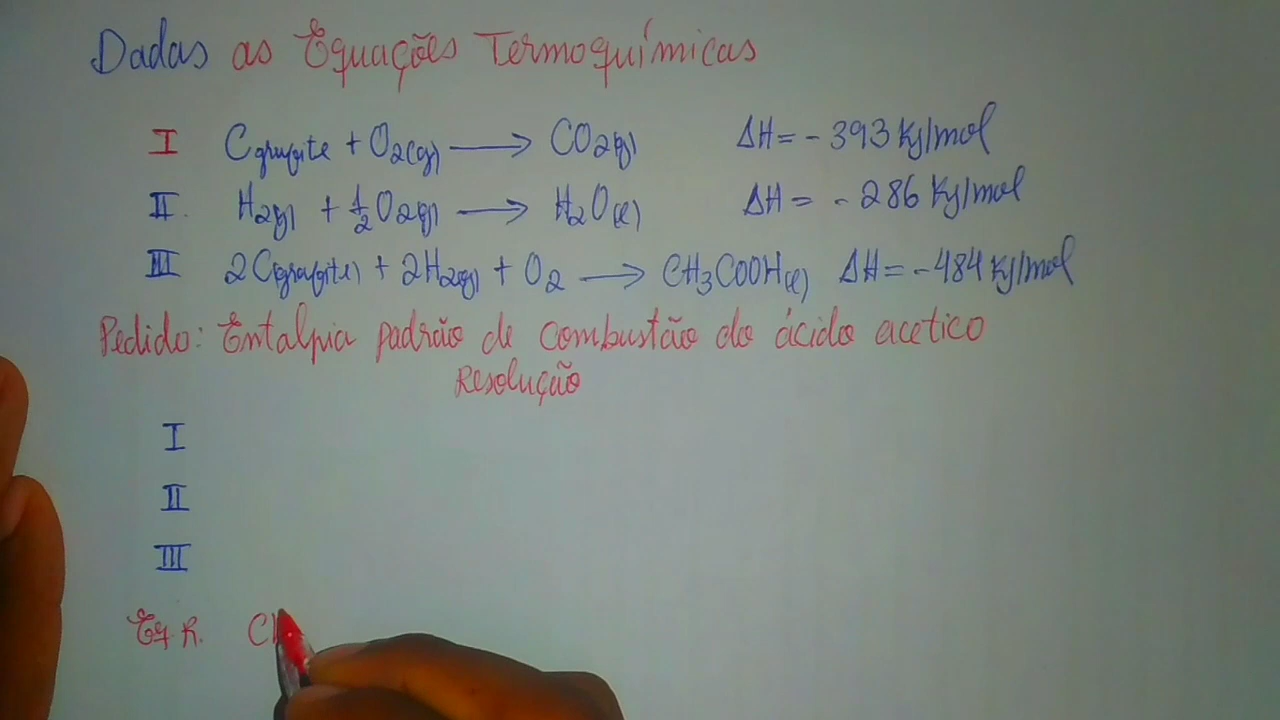 Dadas as Equações Termoquímicas
I Cgrafite + O2(g) ⟶ CO2(g) ΔH = - 393 KJ/mol
II. H2(g) + 1/2 O2(g) ⟶ H2O(l) ΔH = - 286 KJ/mol
III 2C(grafite) + 2H2(g) + O2 ⟶ CH3COOH(l) ΔH = - 484 KJ/mol
Pedido: Entalpia padrão de combustão do ácido acetico
Resolução
I
II
III
Eq R. CH